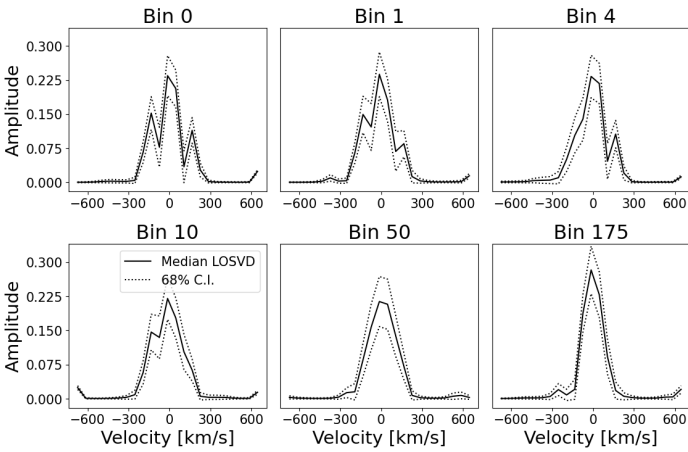 Bin 0 Bin 1 Bin 4
Amplitude
0.300
0.225
0.150
0.075
0.000
−600 −300 0 300 600 −600 −300 0 300 600 −600 −300 0 300 600
Bin 10 Bin 50 Bin 175
Amplitude
0.300
0.225
0.150
0.075
0.000
Median LOSVD
68% C.I.
−600 −300 0 300 600 −600 −300 0 300 600 −600 −300 0 300 600
Velocity [km/s] Velocity [km/s] Velocity [km/s]